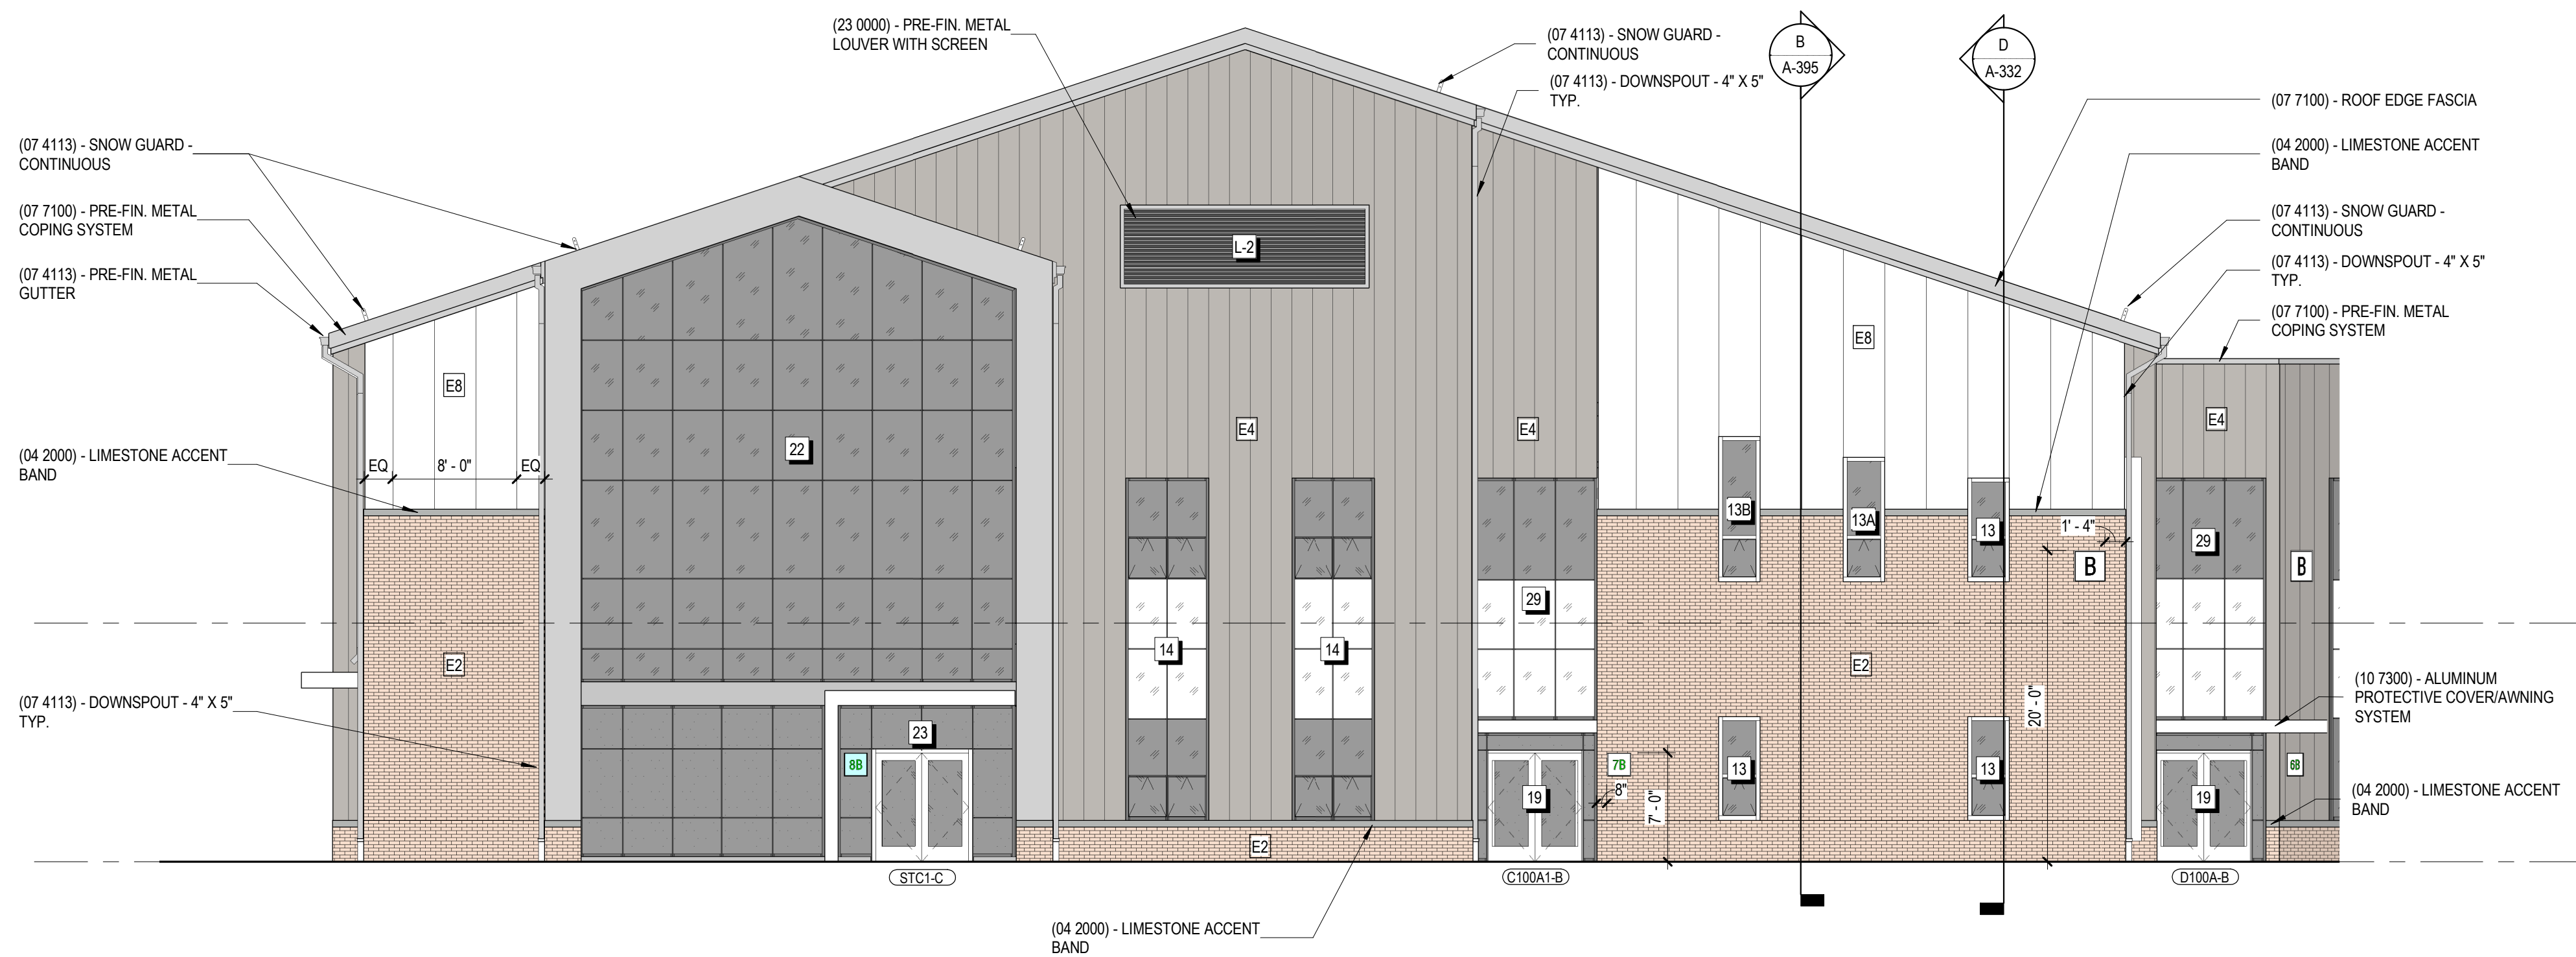 (23 0000) - PRE-FIN. METAL
LOUVER WITH SCREEN
(07 4113) - SNOW GUARD -
CONTINUOUS
(07 4113) - DOWNSPOUT - 4" X 5"
TYP.
B
A-395
D
A-332
(07 7100) - ROOF EDGE FASCIA
(04 2000) - LIMESTONE ACCENT
BAND
(07 4113) - SNOW GUARD -
CONTINUOUS
(07 4113) - DOWNSPOUT - 4" X 5"
TYP.
(07 7100) - PRE-FIN. METAL
COPING SYSTEM
(07 4113) - SNOW GUARD -
CONTINUOUS
(07 7100) - PRE-FIN. METAL
COPING SYSTEM
(07 4113) - PRE-FIN. METAL
GUTTER
(04 2000) - LIMESTONE ACCENT
BAND
(07 4113) - DOWNSPOUT - 4" X 5"
TYP.
L-2
E8
E8
E4
E4
E4
22
EQ
8' - 0"
EQ
13B
13A
13
1' - 4"
B
29
B
29
14
14
E2
E2
20' - 0"
(10 7300) - ALUMINUM
PROTECTIVE COVER/AWNING
SYSTEM
23
8B
7B
6B
13
13
19
8"
7' - 0"
19
(04 2000) - LIMESTONE ACCENT
BAND
E2
STC1-C
C100A1-B
D100A-B
(04 2000) - LIMESTONE ACCENT
BAND